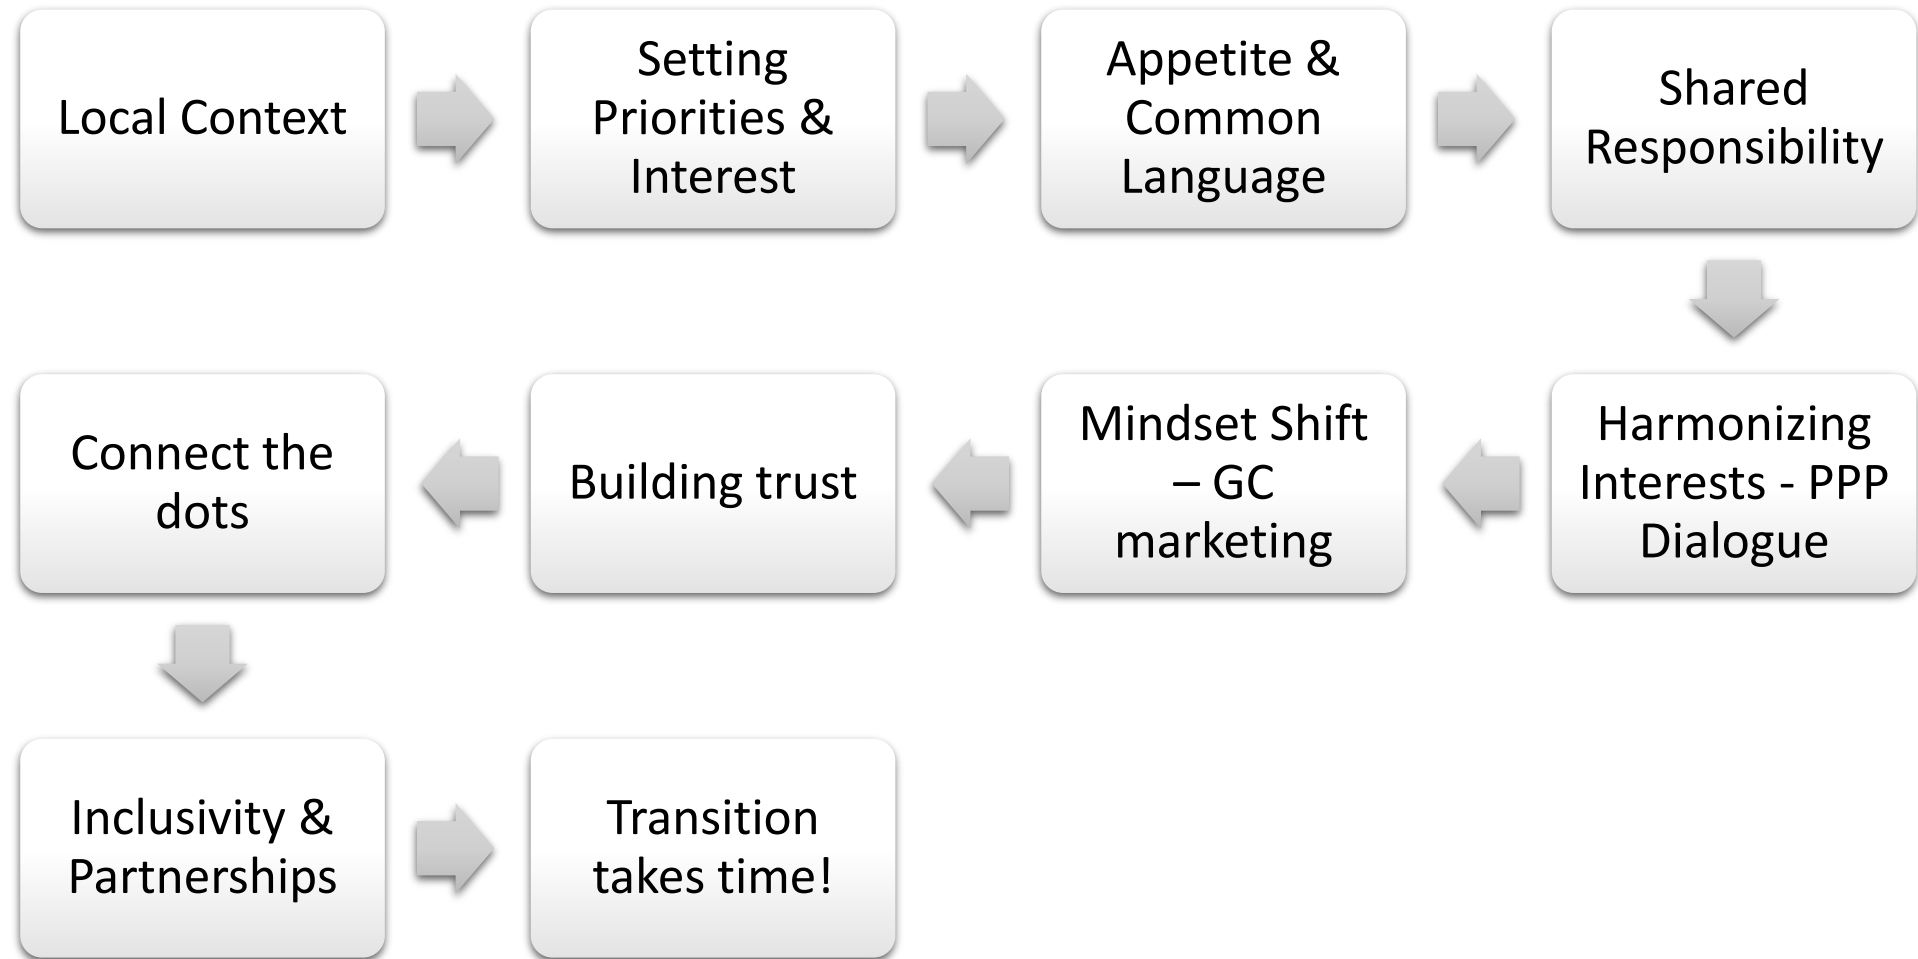 Local Context
Setting
Priorities &
Interest
Appetite &
Common
Language
Shared
Responsibility
Harmonizing
Interests - PPP
Dialogue
Mindset Shift
– GC
marketing
Building trust
Connect the
dots
Inclusivity &
Partnerships
Transition
takes time!